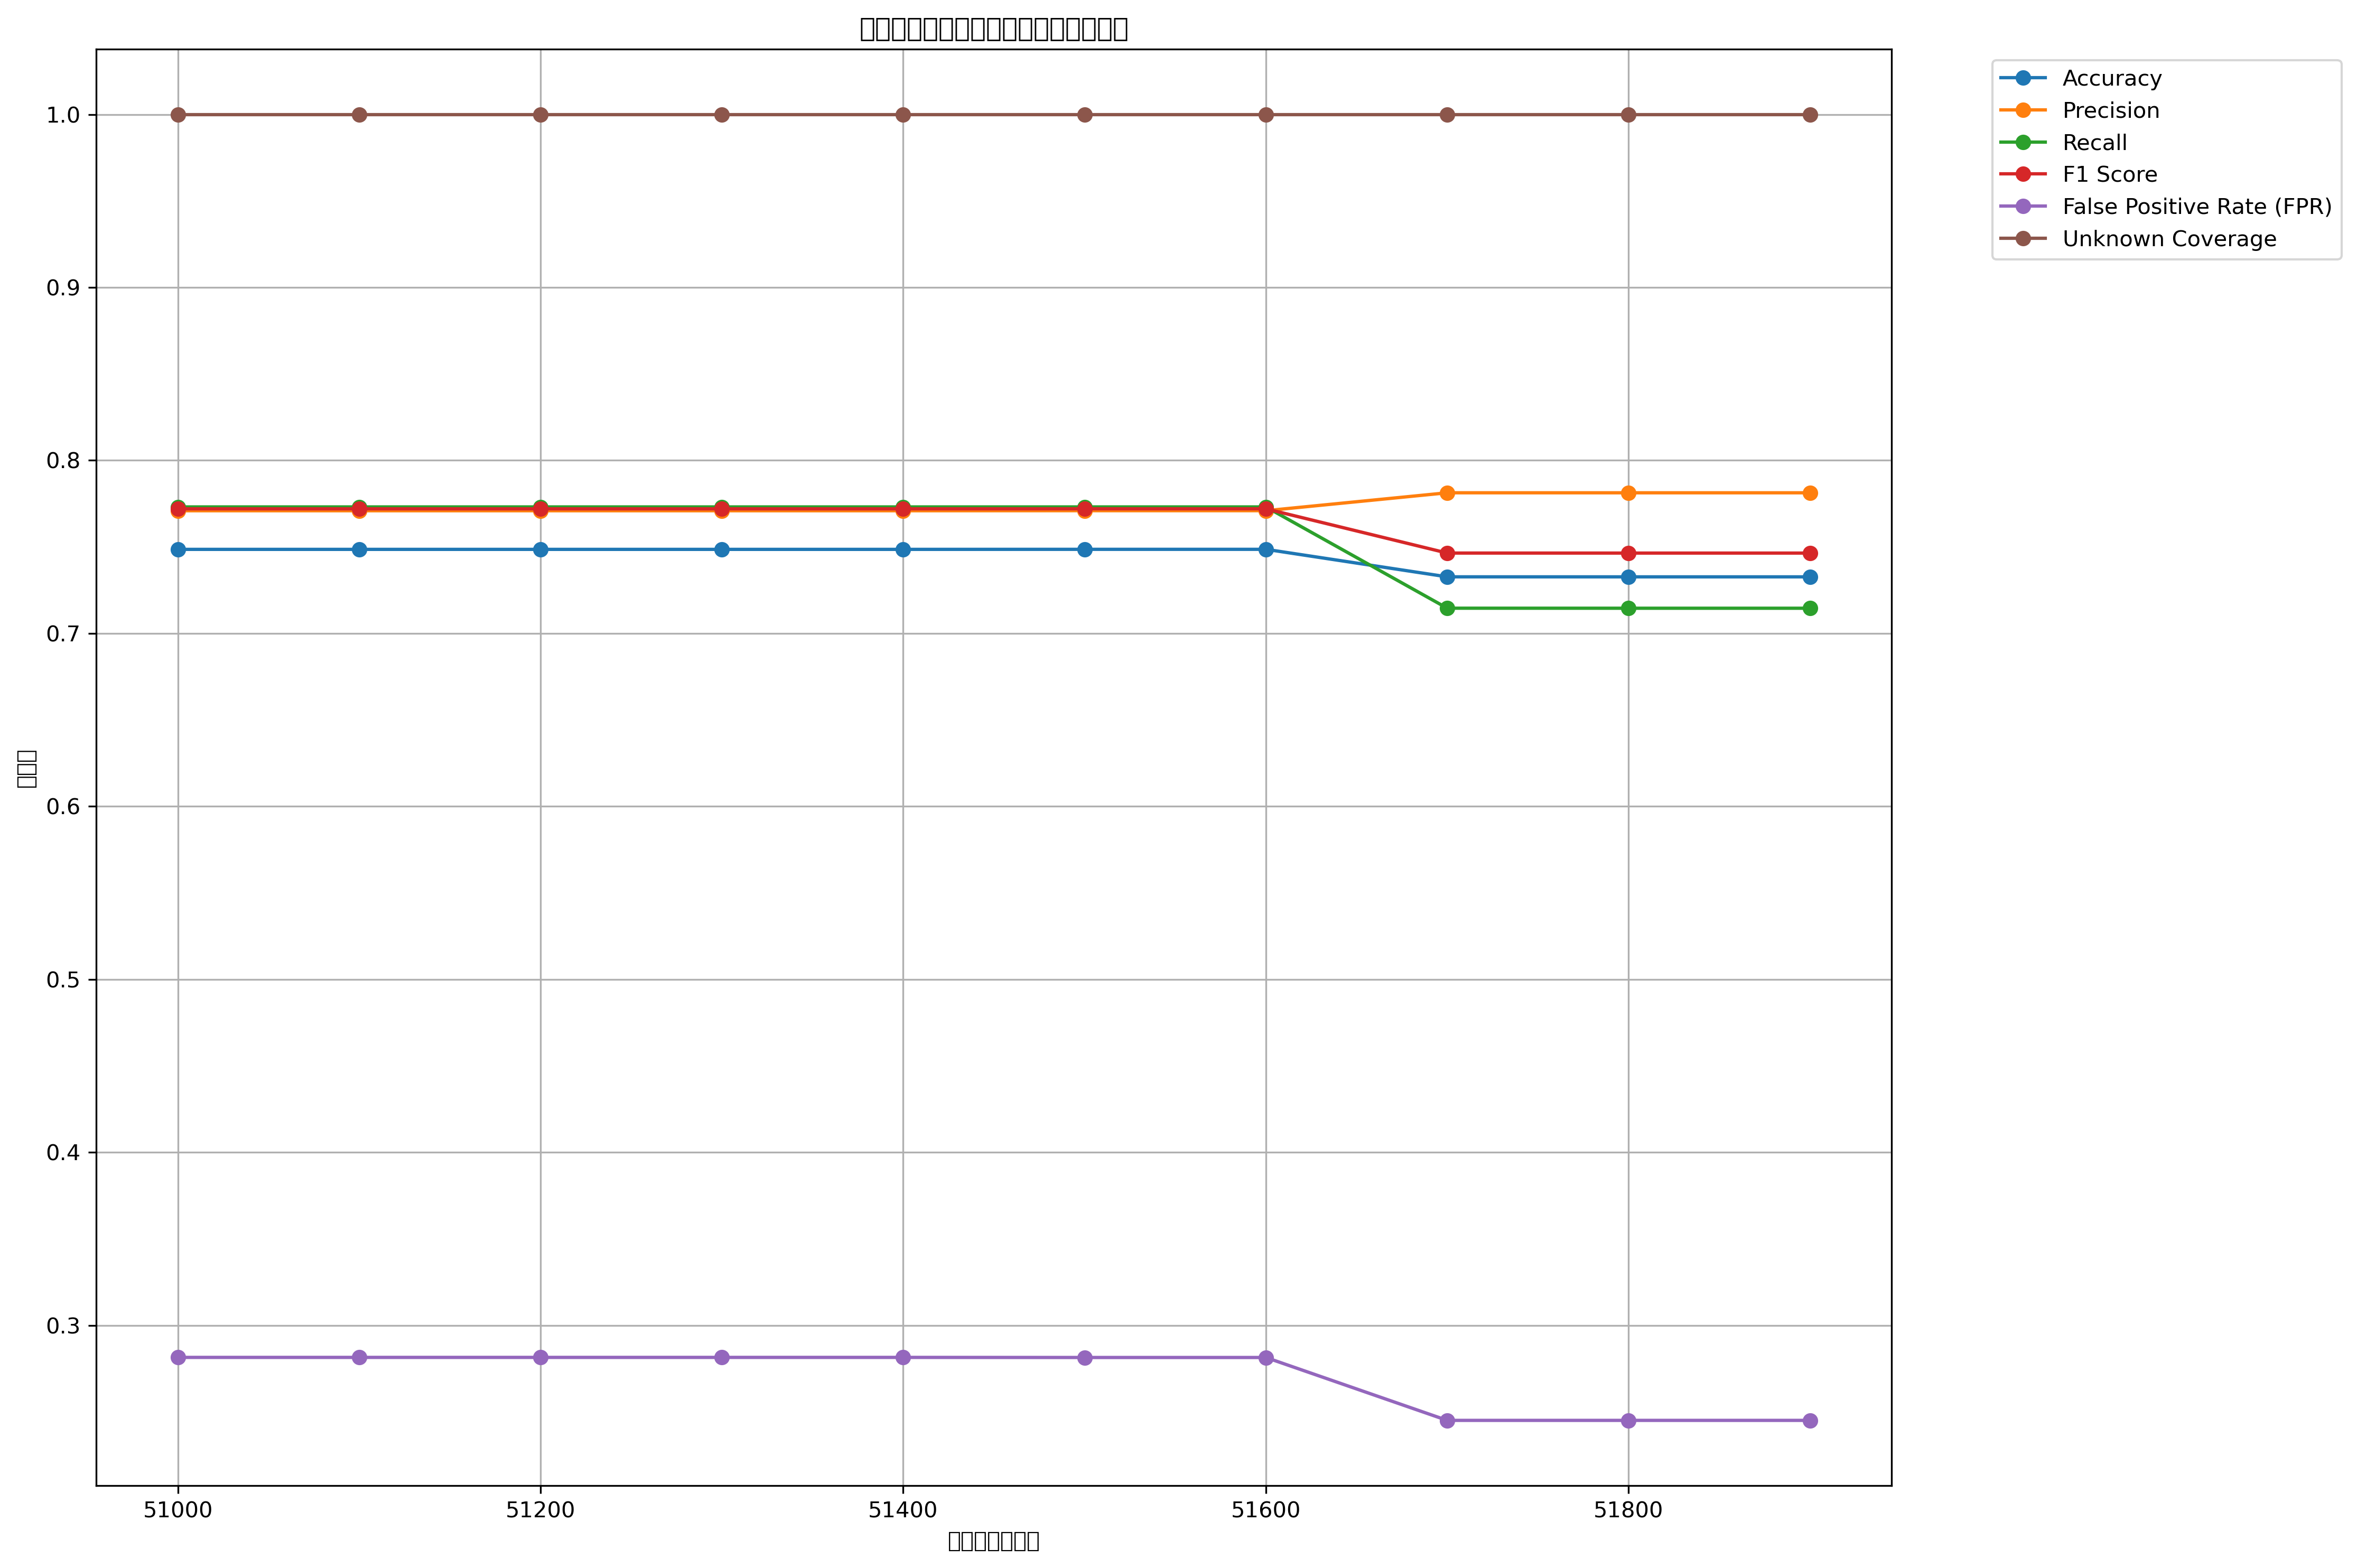 1.0
0.9
0.8
0.7
0.6
0.5
0.4
0.3
51000 51200 51400 51600 51800
Accuracy
Precision
Recall
F1 Score
False Positive Rate (FPR)
Unknown Coverage